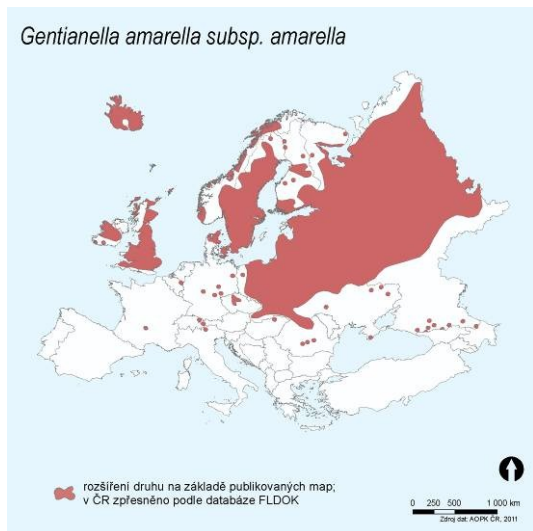 Gentianella amarella subsp. amarella
rozšíření druhu na základě publikovaných map;
v ČR zpřesněno podle databáze FLDOK
0 250 500 1 000 km
Zdroj dat: AOPK ČR, 2011